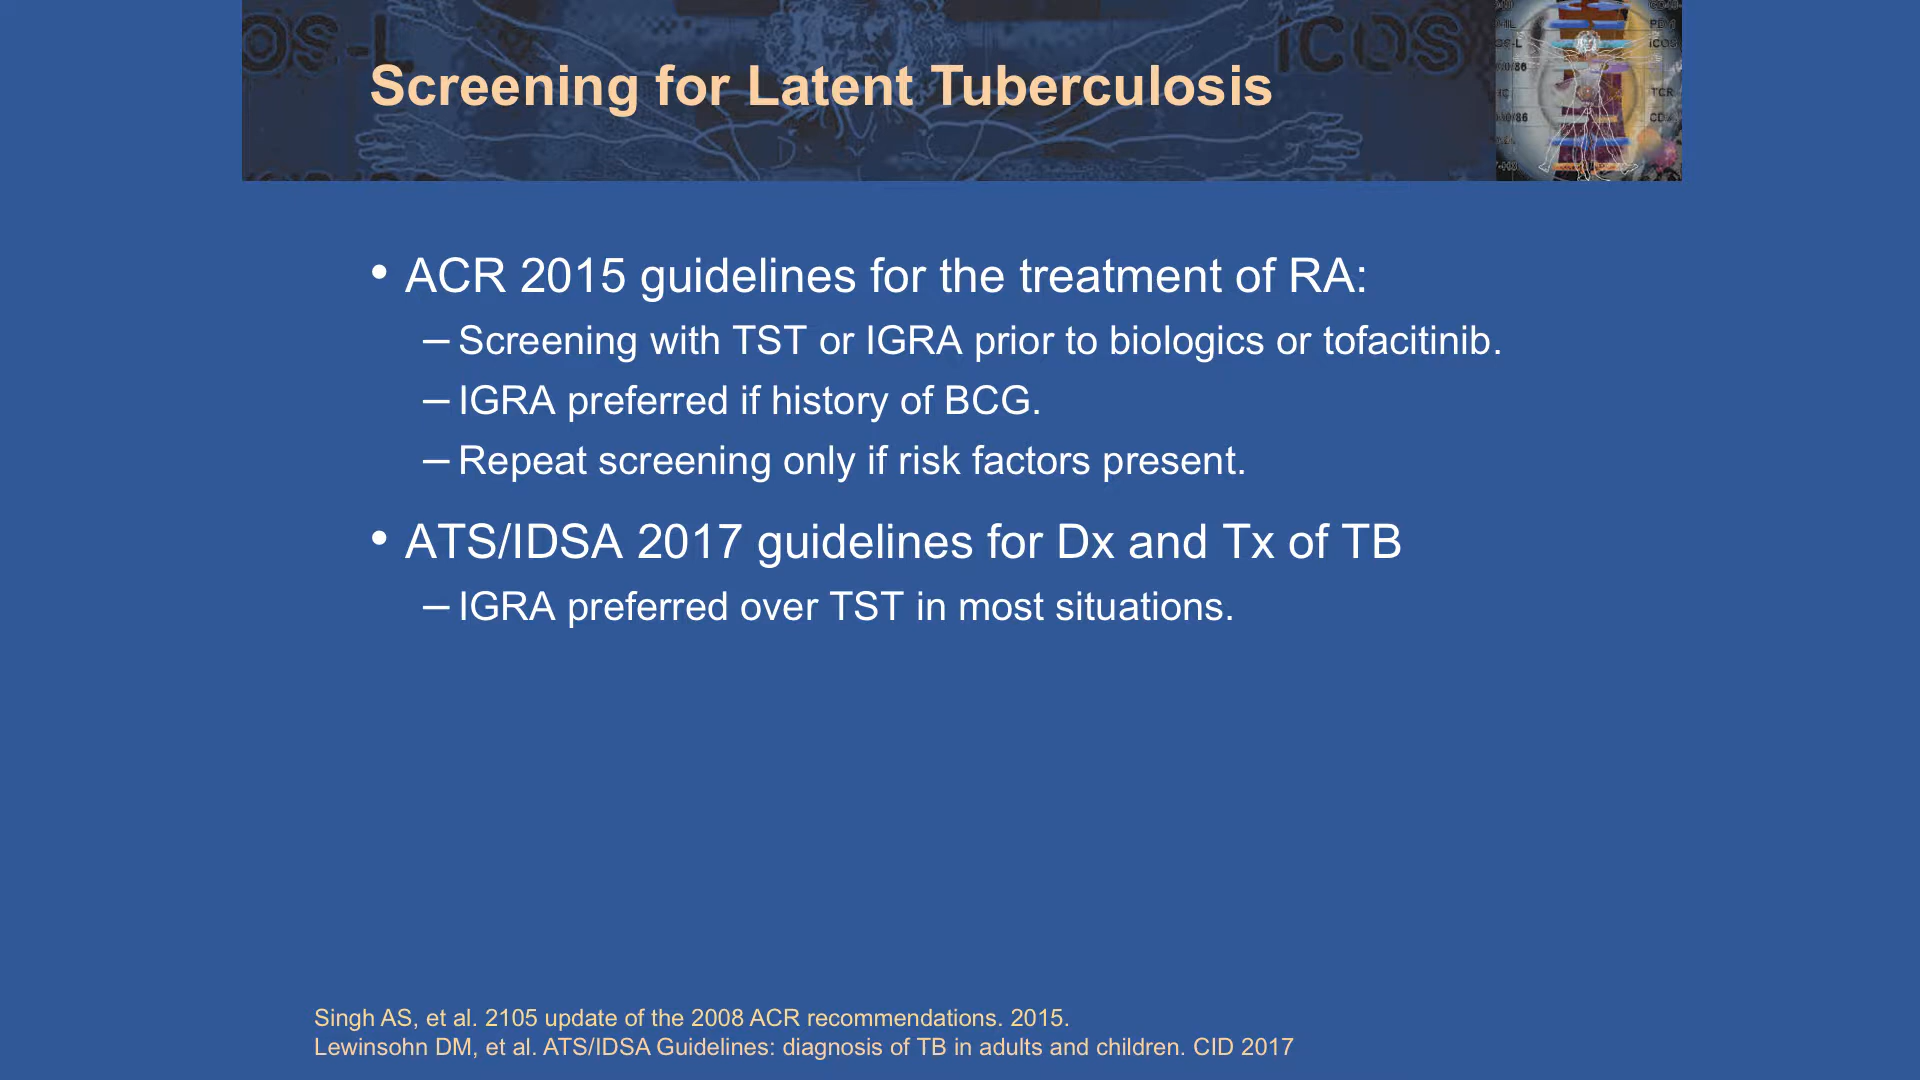 Screening for Latent Tuberculosis
OS-L
ICOS
ICOS
TCR
• ACR 2015 guidelines for the treatment of RA:
– Screening with TST or IGRA prior to biologics or tofacitinib.
– IGRA preferred if history of BCG.
– Repeat screening only if risk factors present.
• ATS/IDSA 2017 guidelines for Dx and Tx of TB
– IGRA preferred over TST in most situations.
Singh AS, et al. 2105 update of the 2008 ACR recommendations. 2015.
Lewinsohn DM, et al. ATS/IDSA Guidelines: diagnosis of TB in adults and children. CID 2017